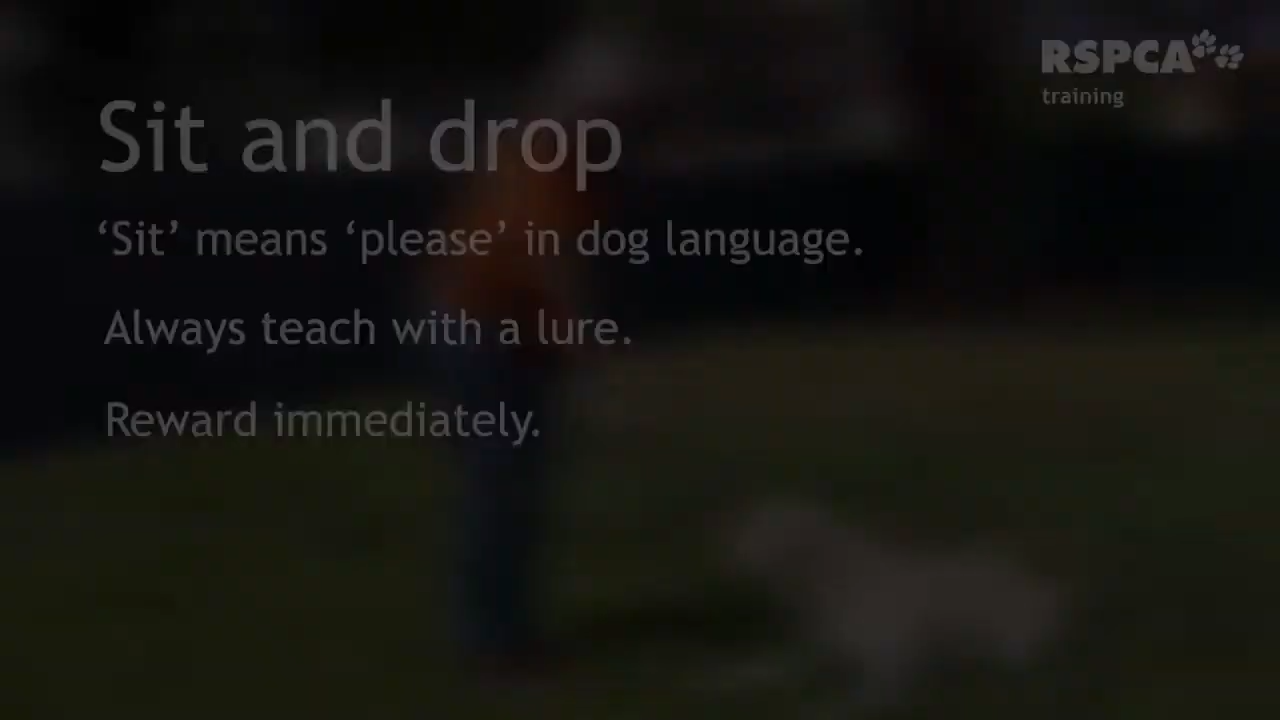 RSPCA
training
Sit and drop
‘Sit’ means ‘please’ in dog language.
Always teach with a lure.
Reward immediately.